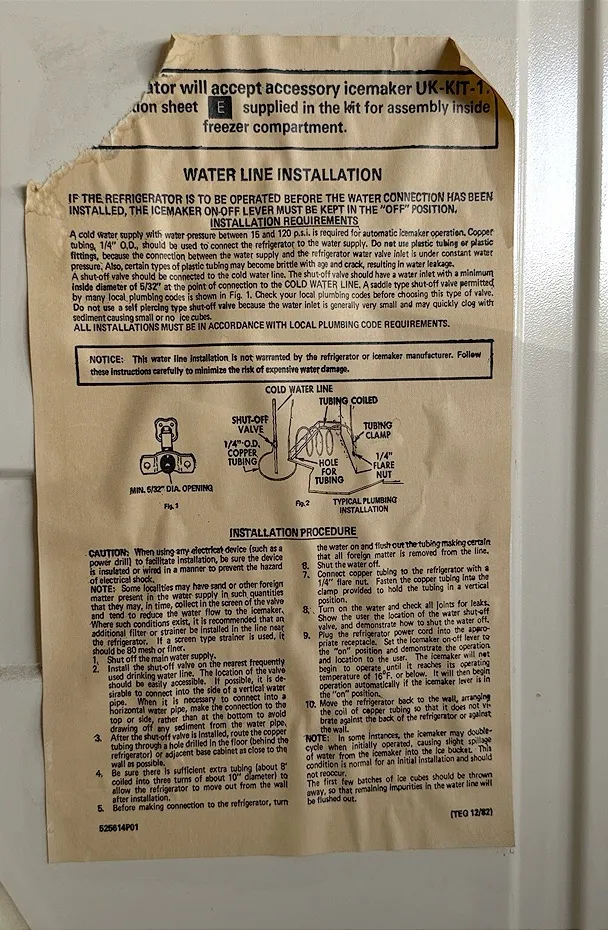 ator will accept accessory icemaker UK-KIT-1.
ion sheet E supplied in the kit for assembly inside
freezer compartment.
WATER LINE INSTALLATION
IF THE REFRIGERATOR IS TO BE OPERATED BEFORE THE WATER CONNECTION HAS BEEN
INSTALLED, THE ICEMAKER ON-OFF LEVER MUST BE KEPT IN THE "OFF" POSITION.
INSTALLATION REQUIREMENTS
A cold water supply with water pressure between 15 and 120 p.s.i. is required for automatic icemaker operation. Copper
tubing, 1/4" O.D., should be used to connect the refrigerator to the water supply. Do not use plastic tubing or plastic
fittings, because the connection between the water supply and the refrigerator water valve inlet is under constant water
pressure. Also, certain types of plastic tubing may become brittle with age and crack, resulting in water leakage.
A shut-off valve should be connected to the cold water line. The shut-off valve should have a water inlet with a minimum
inside diameter of 5/32" at the point of connection to the COLD WATER LINE. A saddle type shut-off valve permitted
by many local plumbing codes is shown in Fig. 1. Check your local plumbing codes before choosing this type of valve.
Do not use a self piercing type shut-off valve because the water inlet is generally very small and may quickly clog with
sediment causing small or no ice cubes.
ALL INSTALLATIONS MUST BE IN ACCORDANCE WITH LOCAL PLUMBING CODE REQUIREMENTS.
NOTICE: This water line installation is not warranted by the refrigerator or icemaker manufacturer. Follow
these instructions carefully to minimize the risk of expensive water damage.
COLD WATER LINE
TUBING COILED
SHUT-OFF
VALVE
TUBING
CLAMP
1/4"-O.D.
COPPER
TUBING
HOLE
FOR
TUBING
1/4"
FLARE
NUT
MIN. 5/32" DIA. OPENING
Fig. 1
Fig. 2
TYPICAL PLUMBING
INSTALLATION
INSTALLATION PROCEDURE
CAUTION: When using any electrical device (such as a
power drill) to facilitate installation, be sure the device
is insulated or wired in a manner to prevent the hazard
of electrical shock.
NOTE: Some localities may have sand or other foreign
matter present in the water supply in such quantities
that they may, in time, collect in the screen of the valve
and tend to reduce the water flow to the icemaker.
Where such conditions exist, it is recommended that an
additional filter or strainer be installed in the line near
the refrigerator. If a screen type strainer is used, it
should be 80 mesh or finer.
1. Shut off the main water supply.
2. Install the shut-off valve on the nearest frequently
used drinking water line. The location of the valve
should be easily accessible. If possible, it is de-
sirable to connect into the side of a vertical water
pipe. When it is necessary to connect into a
horizontal water pipe, make the connection to the
top or side, rather than at the bottom to avoid
drawing off any sediment from the water pipe.
3. After the shut-off valve is installed, route the copper
tubing through a hole drilled in the floor (behind the
refrigerator) or adjacent base cabinet as close to the
wall as possible.
4. Be sure there is sufficient extra tubing (about 8'
coiled into three turns of about 10" diameter) to
allow the refrigerator to move out from the wall
after installation.
5. Before making connection to the refrigerator, turn
the water on and flush out the tubing making certain
that all foreign matter is removed from the line.
6. Shut the water off.
7. Connect copper tubing to the refrigerator with a
1/4" flare nut. Fasten the copper tubing into the
clamp provided to hold the tubing in a vertical
position.
8. Turn on the water and check all joints for leaks.
Show the user the location of the water shut-off
valve, and demonstrate how to shut the water off.
9. Plug the refrigerator power cord into the appro-
priate receptacle. Set the icemaker on-off lever to
the "on" position and demonstrate the operation
and location to the user. The icemaker will not
begin to operate until it reaches its operating
temperature of 16°F. or below. It will then begin
operation automatically if the icemaker lever is in
the "on" position.
10. Move the refrigerator back to the wall, arranging
the coil of copper tubing so that it does not vi-
brate against the back of the refrigerator or against
the wall.
NOTE: In some instances, the icemaker may double-
cycle when initially operated, causing slight spillage
of water from the icemaker into the ice bucket. This
condition is normal for an initial installation and should
not reoccur.
The first few batches of ice cubes should be thrown
away, so that remaining impurities in the water line will
be flushed out.
525614P01
(TEG 12/82)